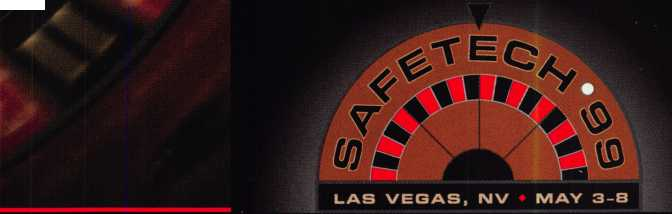 SAFETECH 99
LAS VEGAS, NV • MAY 3-8